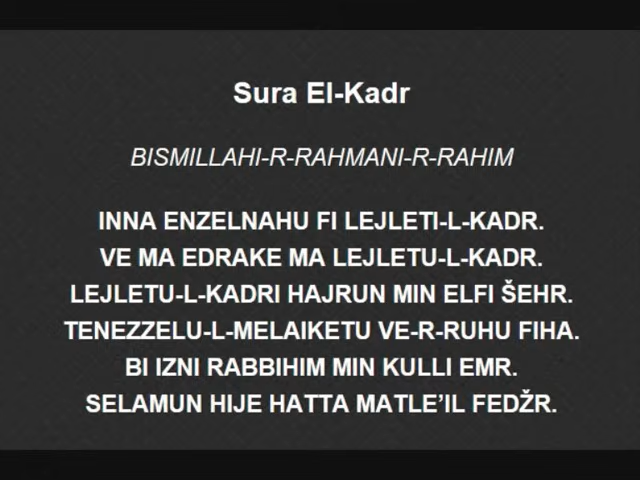 Sura El-Kadr
BISMILLAHI-R-RAHMANI-R-RAHIM
INNA ENZELNAHU FI LEJLETI-L-KADR.
VE MA EDRAKE MA LEJLETU-L-KADR.
LEJLETU-L-KADRI HAJRUN MIN ELFI ŠEHR.
TENEZZELU-L-MELAIKETU VE-R-RUHU FIHA.
BI IZNI RABBIHIM MIN KULLI EMR.
SELAMUN HIJE HATTA MATLE’IL FEDŽR.